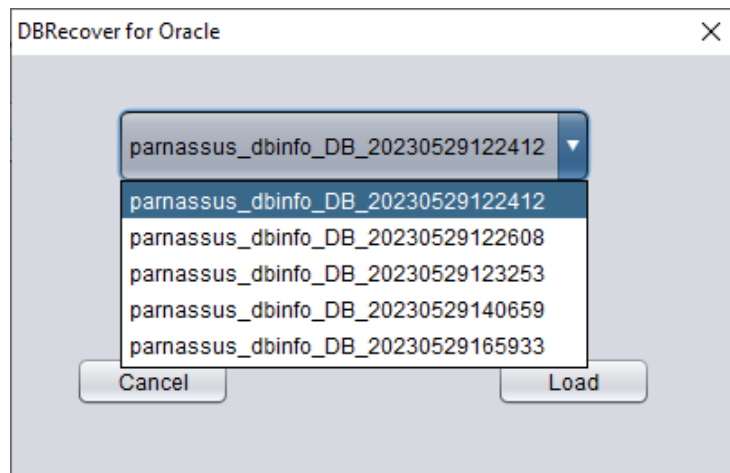 DBRecover for Oracle
parnassus_dbinfo_DB_20230529122412
parnassus_dbinfo_DB_20230529122412
parnassus_dbinfo_DB_20230529122608
parnassus_dbinfo_DB_20230529123253
parnassus_dbinfo_DB_20230529140659
parnassus_dbinfo_DB_20230529165933
Cancel
Load